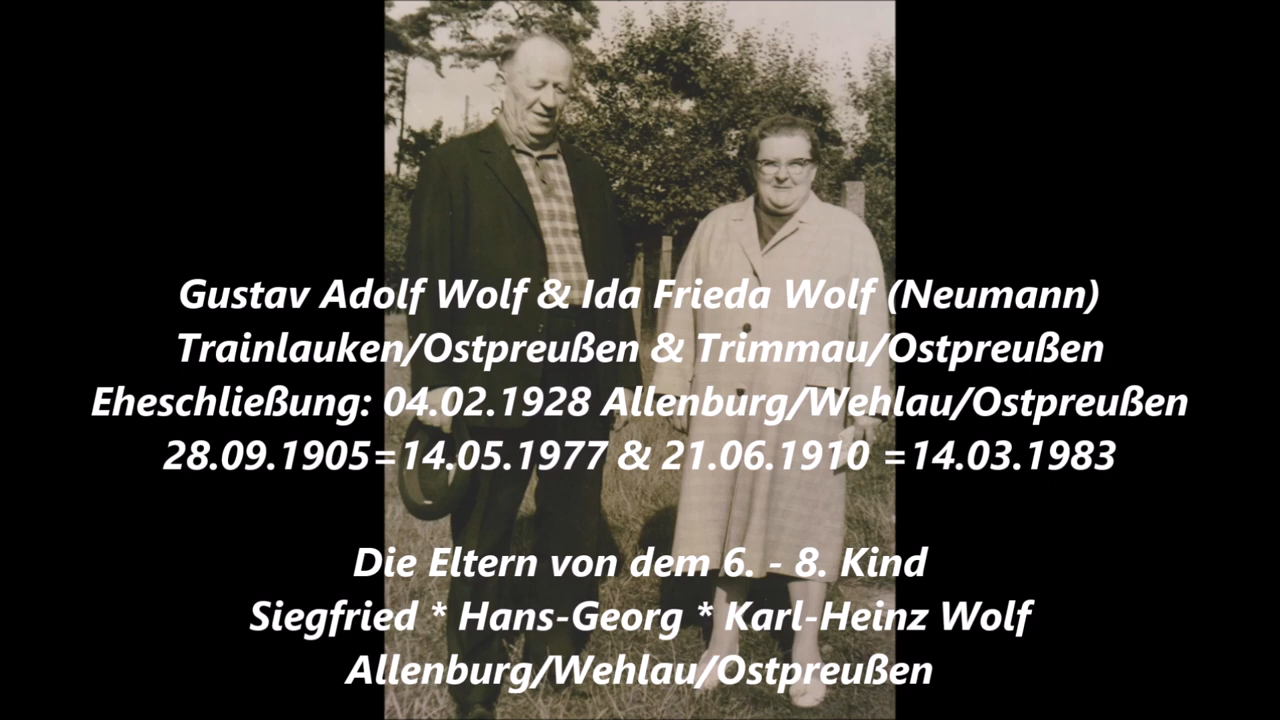 Gustav Adolf Wolf & Ida Frieda Wolf (Neumann)
Trainlauken/Ostpreußen & Trimmau/Ostpreußen
Eheschließung: 04.02.1928 Allenburg/Wehlau/Ostpreußen
28.09.1905=14.05.1977 & 21.06.1910 =14.03.1983
Die Eltern von dem 6. - 8. Kind
Siegfried * Hans-Georg * Karl-Heinz Wolf
Allenburg/Wehlau/Ostpreußen